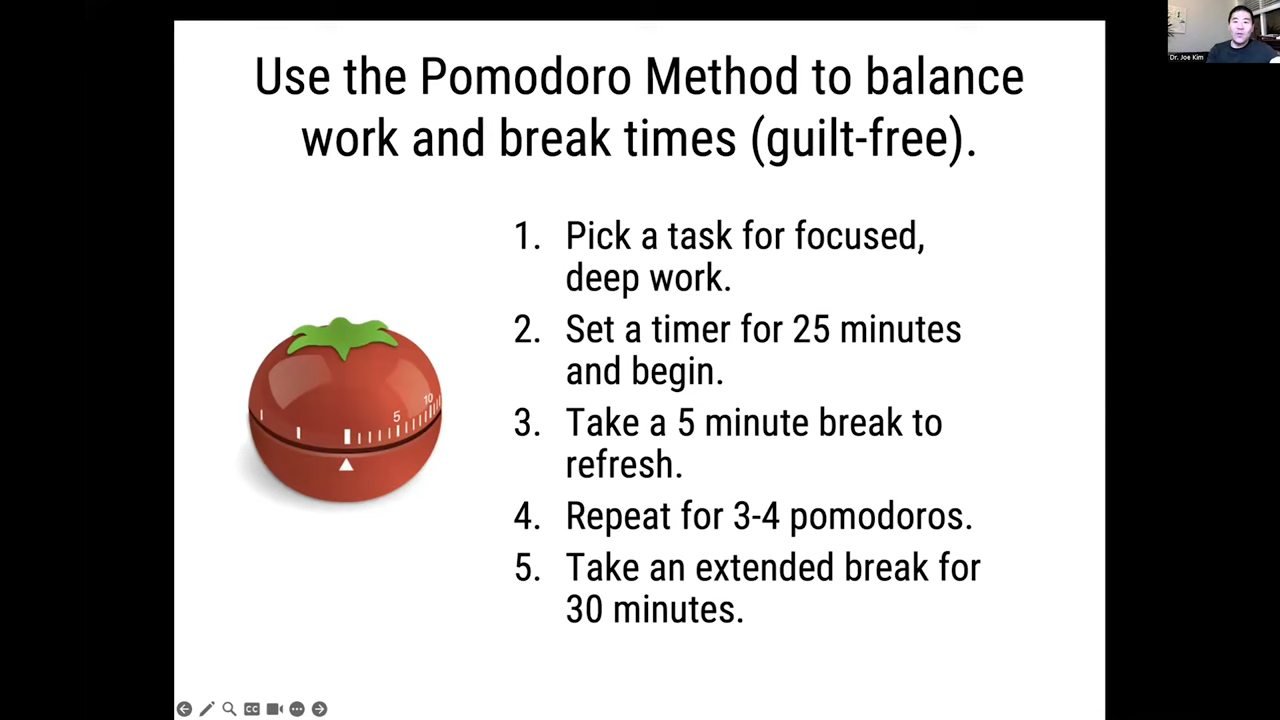 Use the Pomodoro Method to balance
work and break times (guilt-free).
1. Pick a task for focused,
deep work.
2. Set a timer for 25 minutes
and begin.
3. Take a 5 minute break to
refresh.
4. Repeat for 3-4 pomodoros.
5. Take an extended break for
30 minutes.
5
10
CC
Dr. Joe Kim